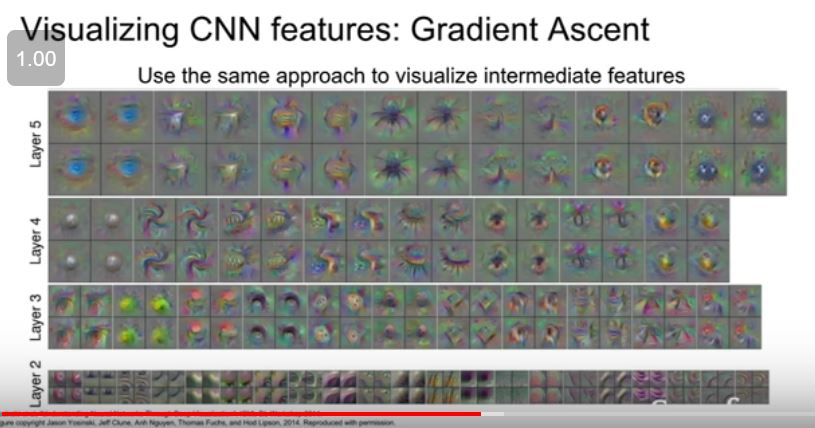 Visualizing CNN features: Gradient Ascent
1.00
Use the same approach to visualize intermediate features
Layer 5
Layer 4
Layer 3
Layer 2
gure copyright Jason Yosinski, Jeff Clune, Anh Nguyen, Thomas Fuchs, and Hod Lipson, 2014. Reproduced with permission.